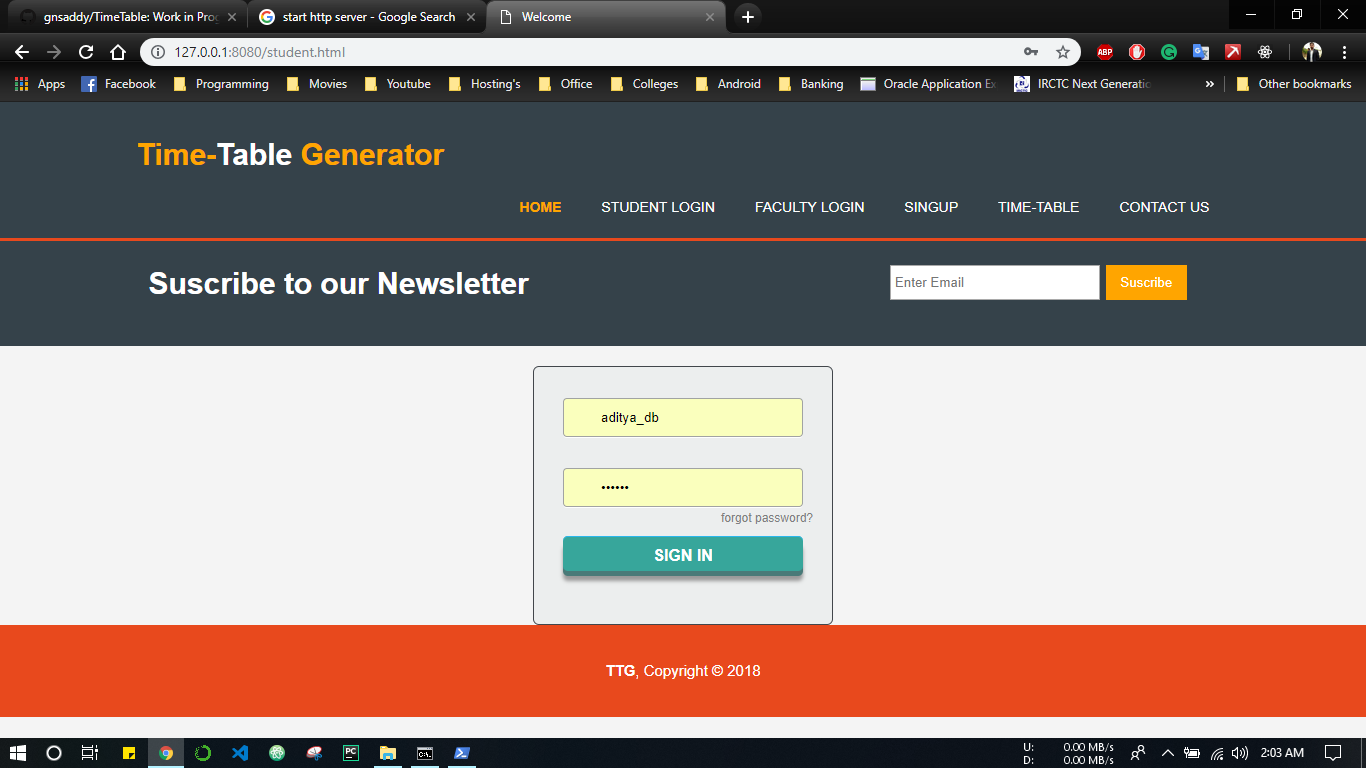 gnsaddy/TimeTable: Work in Prog
start http server - Google Search
Welcome
127.0.0.1:8080/student.html
ABP
Apps
Facebook
Programming
Movies
Youtube
Hosting's
Office
Colleges
Android
Banking
Oracle Application Ex
IRCTC Next Generatio
»
Other bookmarks
Time-Table Generator
HOME
STUDENT LOGIN
FACULTY LOGIN
SINGUP
TIME-TABLE
CONTACT US
Suscribe to our Newsletter
Enter Email
Suscribe
aditya_db
••••••
forgot password?
SIGN IN
TTG, Copyright © 2018
PC
U: 0.00 MB/s
D: 0.00 MB/s
2:03 AM